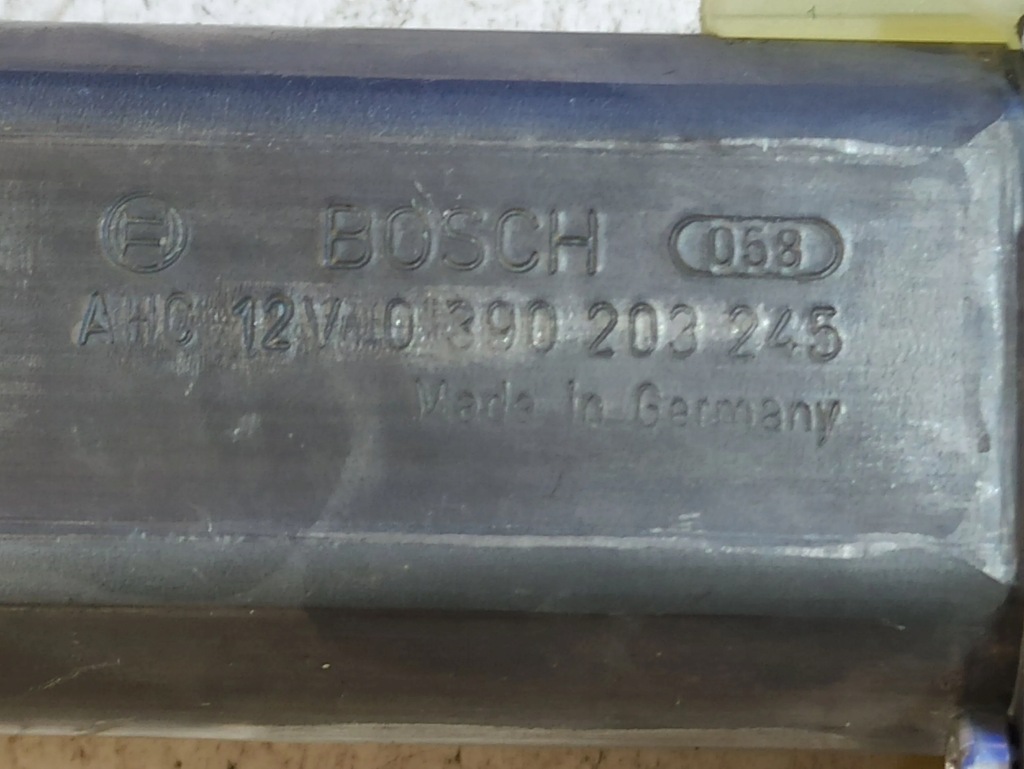 BOSCH 058
AHC 12V 0 390 203 245
Made in Germany